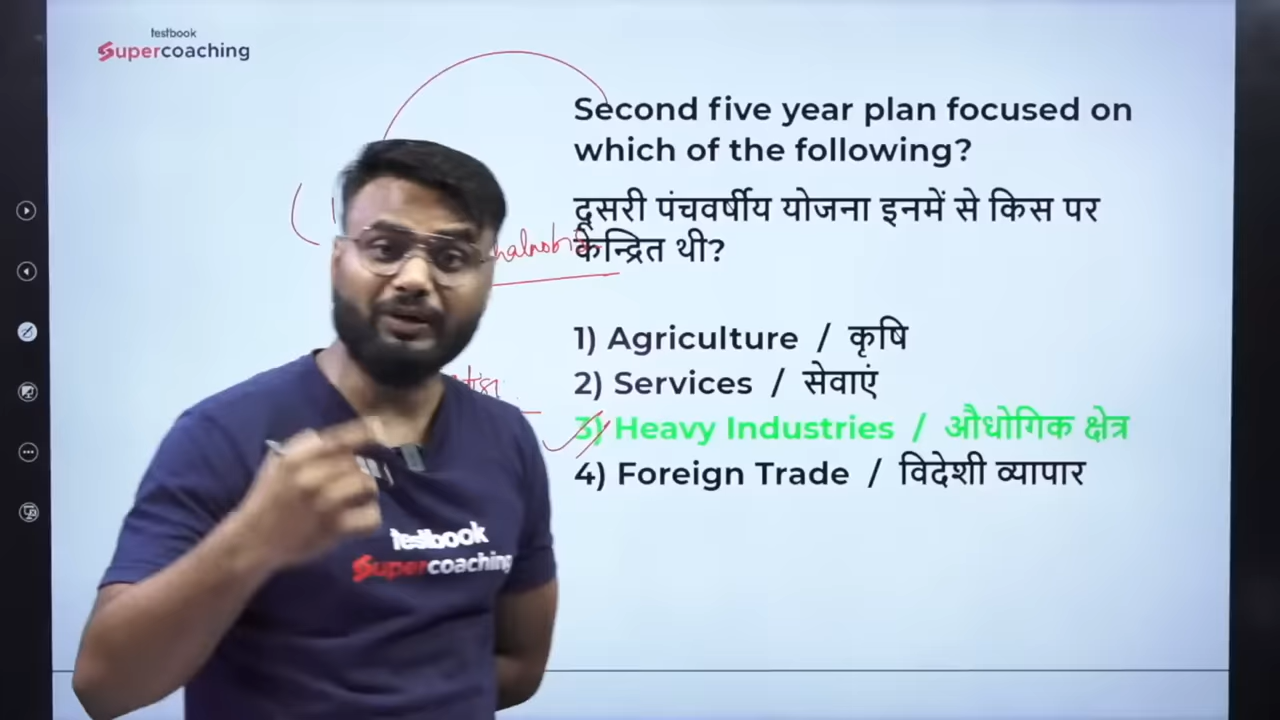 testbook
Supercoaching
Second five year plan focused on
which of the following?
दूसरी पंचवर्षीय योजना इनमें से किस पर
केन्द्रित थी?
1) Agriculture / कृषि
2) Services / सेवाएं
3) Heavy Industries / औधोगिक क्षेत्र
4) Foreign Trade / विदेशी व्यापार
testbook
Supercoaching